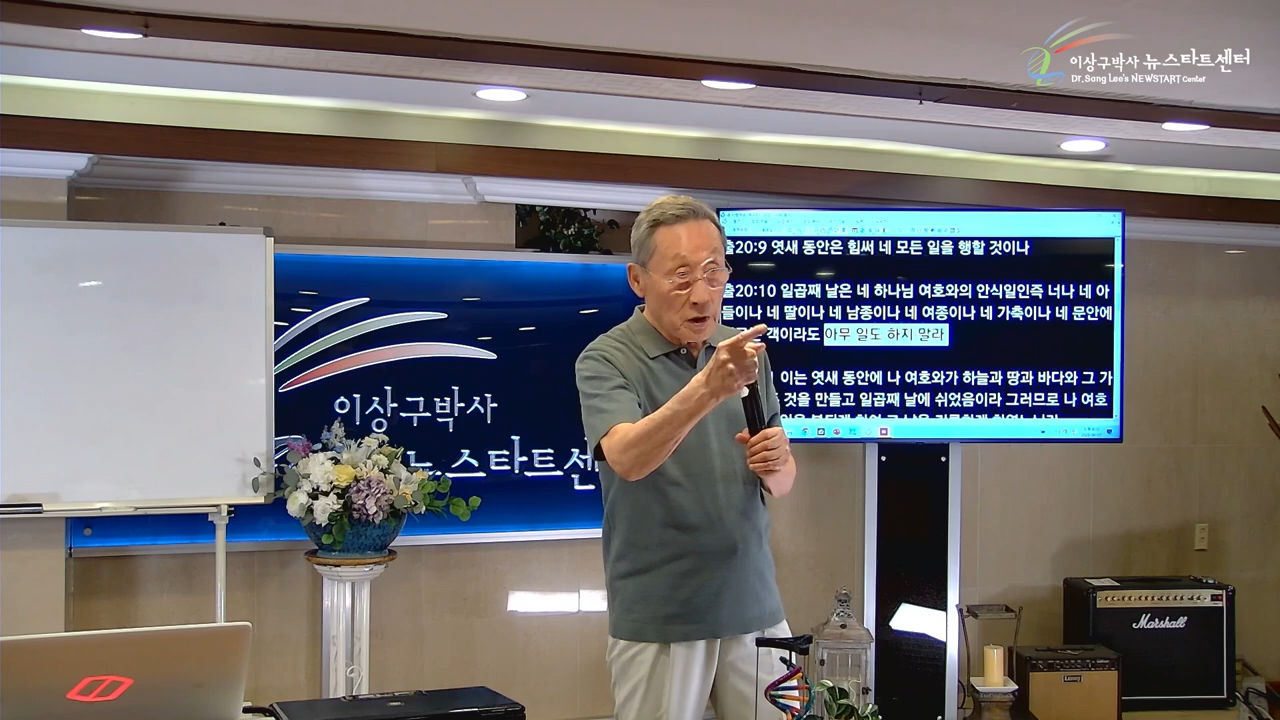 이상구박사 뉴스타트센터
Dr. Sang Lee's NEWSTART Center
출20:9 엿새 동안은 힘써 네 모든 일을 행할 것이나
출20:10 일곱째 날은 네 하나님 여호와의 안식일인즉 너나 네 아
들이나 네 딸이나 네 남종이나 네 여종이나 네 가축이나 네 문안에
객이라도 아무 일도 하지 말라
이는 엿새 동안에 나 여호와가 하늘과 땅과 바다와 그 가
것을 만들고 일곱째 날에 쉬었음이라 그러므로 나 여호
이상구박사
뉴스타트센
Marshall
Laney